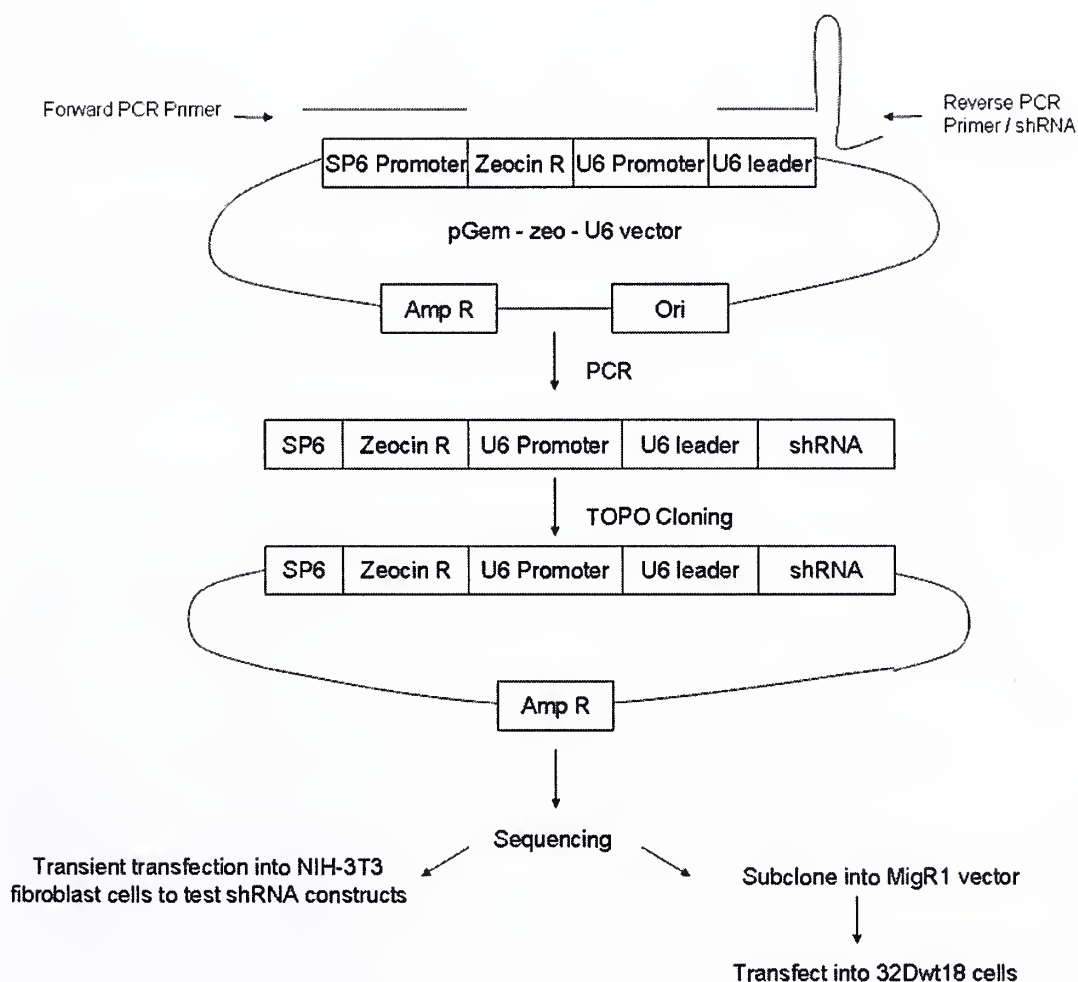 Forward PCR Primer
Reverse PCR
Primer / shRNA
SP6 Promoter Zeocin R U6 Promoter U6 leader
pGem - zeo - U6 vector
Amp R Ori
PCR
SP6 Zeocin R U6 Promoter U6 leader shRNA
TOPO Cloning
SP6 Zeocin R U6 Promoter U6 leader shRNA
Amp R
Sequencing
Transient transfection into NIH-3T3
fibroblast cells to test shRNA constructs
Subclone into MigR1 vector
Transfect into 32Dwt18 cells